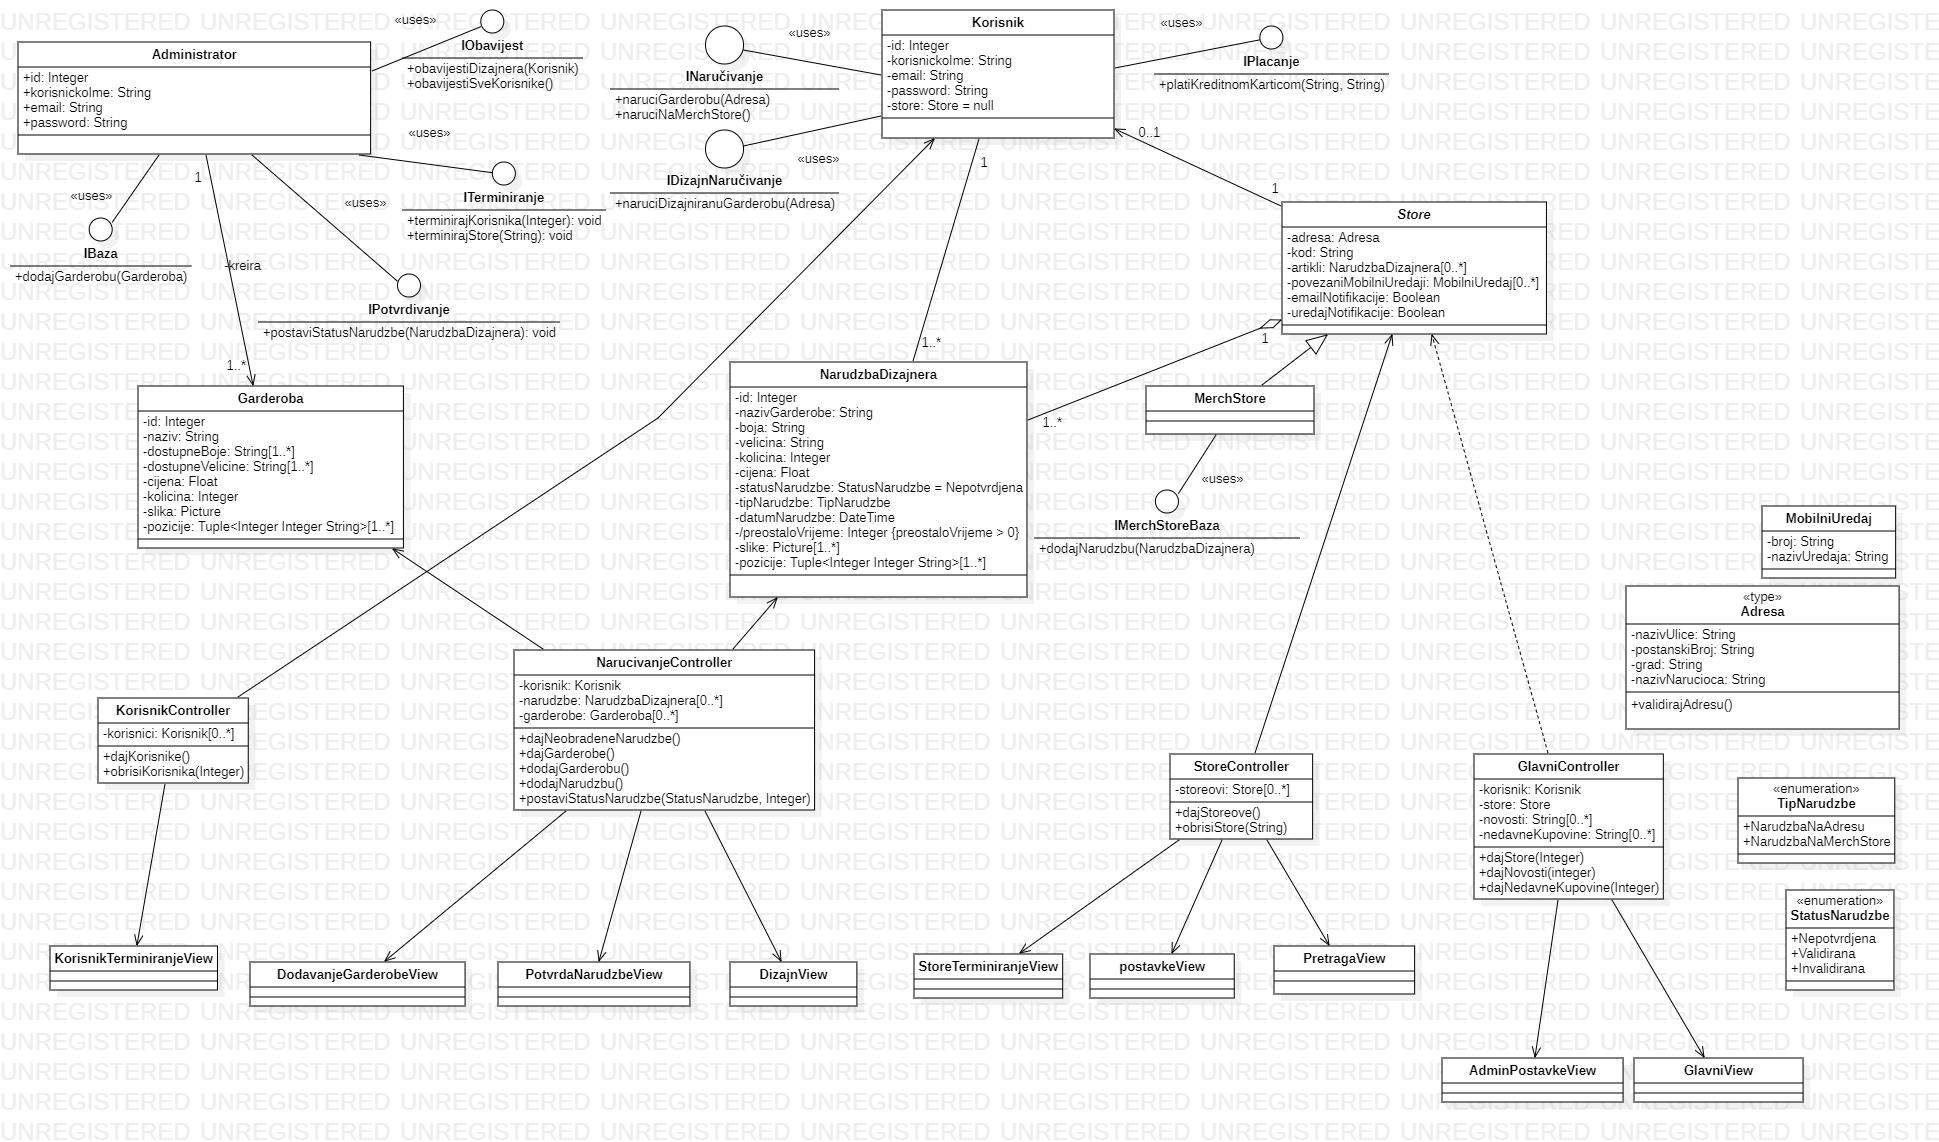 Administrator
+id: Integer
+korisnickoIme: String
+email: String
+password: String
«uses»
IObavijest
+obavijestiDizajnera(Korisnik)
+obavijestiSveKorisnike()
«uses»
ITerminiranje
+terminirajKorisnika(Integer): void
+terminirajStore(String): void
«uses»
IBaza
+dodajGarderobu(Garderoba)
1
-kreira
1..*
«uses»
IPotvrdivanje
+postaviStatusNarudzbe(NarudzbaDizajnera): void
«uses»
INaručivanje
+naruciGarderobu(Adresa)
+naruciNaMerchStore()
«uses»
IDizajnNaručivanje
+naruciDizajniranuGarderobu(Adresa)
Korisnik
-id: Integer
-korisnickoIme: String
-email: String
-password: String
-store: Store = null
«uses»
IPlacanje
+platiKreditnomKarticom(String, String)
0..1
1
1
1..*
Store
-adresa: Adresa
-kod: String
-artikli: NarudzbaDizajnera[0..*]
-povezaniMobilniUredaji: MobilniUredaj[0..*]
-emailNotifikacije: Boolean
-uredajNotifikacije: Boolean
1
1..*
Garderoba
-id: Integer
-naziv: String
-dostupneBoje: String[1..*]
-dostupneVelicine: String[1..*]
-cijena: Float
-kolicina: Integer
-slika: Picture
-pozicije: Tuple<Integer Integer String>[1..*]
NarudzbaDizajnera
-id: Integer
-nazivGarderobe: String
-boja: String
-velicina: String
-kolicina: Integer
-cijena: Float
-statusNarudzbe: StatusNarudzbe = Nepotvrdjena
-tipNarudzbe: TipNarudzbe
-datumNarudzbe: DateTime
-/preostaloVrijeme: Integer {preostaloVrijeme > 0}
-slike: Picture[1..*]
-pozicije: Tuple<Integer Integer String>[1..*]
MerchStore
«uses»
IMerchStoreBaza
+dodajNarudzbu(NarudzbaDizajnera)
MobilniUredaj
-broj: String
-nazivUredaja: String
«type»
Adresa
-nazivUlice: String
-postanskiBroj: String
-grad: String
-nazivNarucioca: String
+validirajAdresu()
KorisnikController
-korisnici: Korisnik[0..*]
+dajKorisnike()
+obrisiKorisnika(Integer)
NarucivanjeController
-korisnik: Korisnik
-narudzbe: NarudzbaDizajnera[0..*]
-garderobe: Garderoba[0..*]
+dajNeobradeneNarudzbe()
+dajGarderobe()
+dodajGarderobu()
+dodajNarudzbu()
+postaviStatusNarudzbe(StatusNarudzbe, Integer)
StoreController
-storeovi: Store[0..*]
+dajStoreove()
+obrisiStore(String)
GlavniController
-korisnik: Korisnik
-store: Store
-novosti: String[0..*]
-nedavneKupovine: String[0..*]
+dajStore(Integer)
+dajNovosti(integer)
+dajNedavneKupovine(Integer)
«enumeration»
TipNarudzbe
+NarudzbaNaAdresu
+NarudzbaNaMerchStore
«enumeration»
StatusNarudzbe
+Nepotvrdjena
+Validirana
+Invalidirana
KorisnikTerminiranjeView
DodavanjeGarderobeView
PotvrdaNarudzbeView
DizajnView
StoreTerminiranjeView
postavkeView
PretragaView
AdminPostavkeView
GlavniView
UNREGISTERED